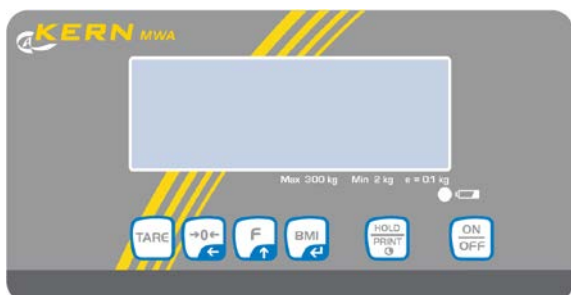 KERN MWA
Max 300 kg Min 2 kg e = 0.1 kg
TARE →0← F BMI HOLD PRINT ON OFF